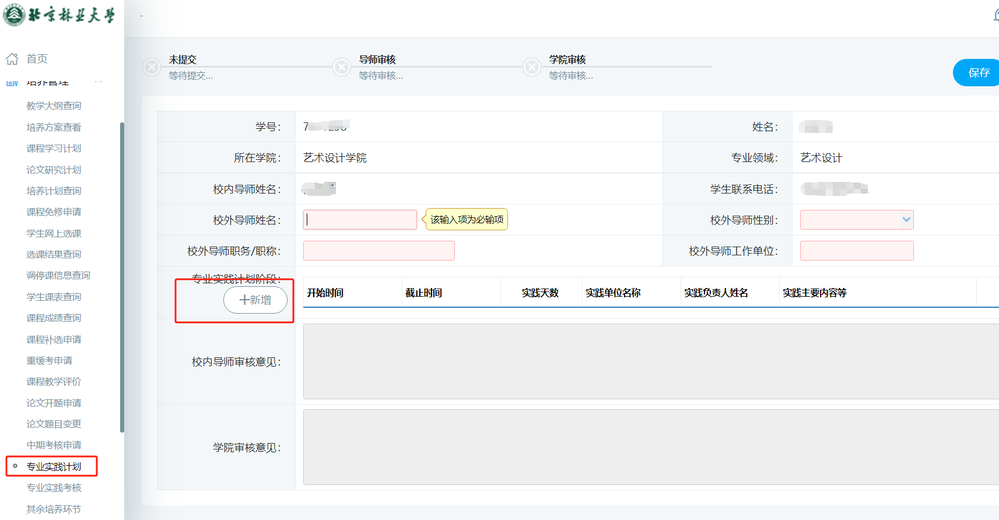 北京林业大学
-
首页
培养管理
教学大纲查询
培养方案查看
课程学习计划
论文研究计划
培养计划查询
课程免修申请
学生网上选课
选课结果查询
调停课信息查询
学生课表查询
课程成绩查询
课程补选申请
重缓考申请
课程教学评价
论文开题申请
论文题目变更
中期考核申请
专业实践计划
专业实践考核
其余培养环节
未提交
等待提交...
导师审核
等待审核...
学院审核
等待审核...
保存
学号：
姓名：
所在学院： 艺术设计学院
专业领域： 艺术设计
校内导师姓名：
学生联系电话：
校外导师姓名： 该输入项为必输项
校外导师性别：
校外导师职务/职称：
校外导师工作单位：
专业实践计划阶段：
新增
开始时间 截止时间 实践天数 实践单位名称 实践负责人姓名 实践主要内容等
校内导师审核意见：
学院审核意见：